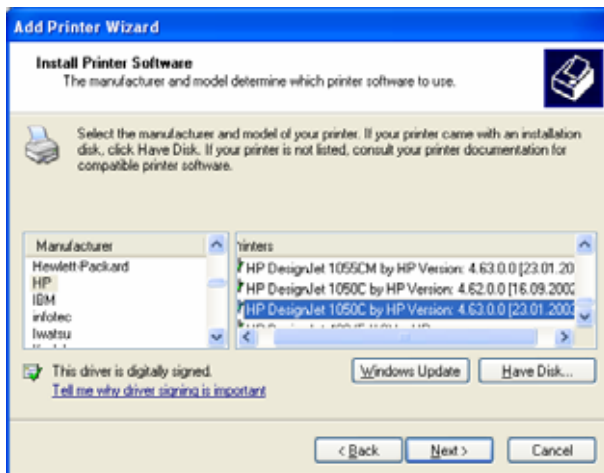 Add Printer Wizard
Install Printer Software
The manufacturer and model determine which printer software to use.
Select the manufacturer and model of your printer. If your printer came with an installation
disk, click Have Disk. If your printer is not listed, consult your printer documentation for
compatible printer software.
Manufacturer
Hewlett-Packard
HP
IBM
infotec
Iwatsu
rinters
HP DesignJet 1055CM by HP Version: 4.63.0.0 [23.01.20
HP DesignJet 1050C by HP Version: 4.62.0.0 [16.09.2002
HP DesignJet 1050C by HP Version: 4.63.0.0 [23.01.2003
This driver is digitally signed.
Tell me why driver signing is important
Windows Update
Have Disk...
< Back
Next >
Cancel